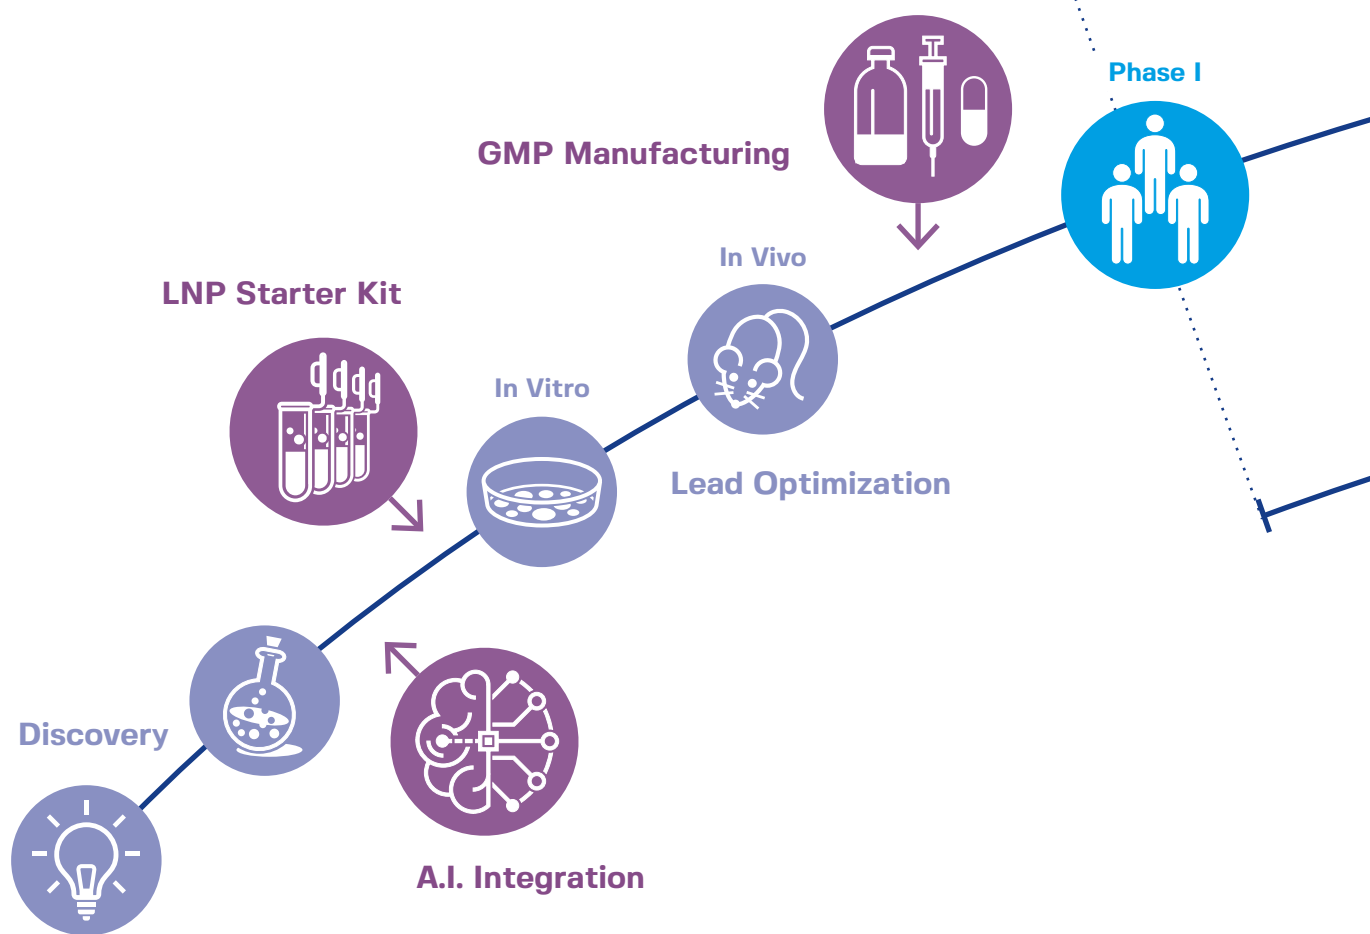 Phase I
GMP Manufacturing
In Vivo
LNP Starter Kit
In Vitro
Lead Optimization
Discovery
A.I. Integration